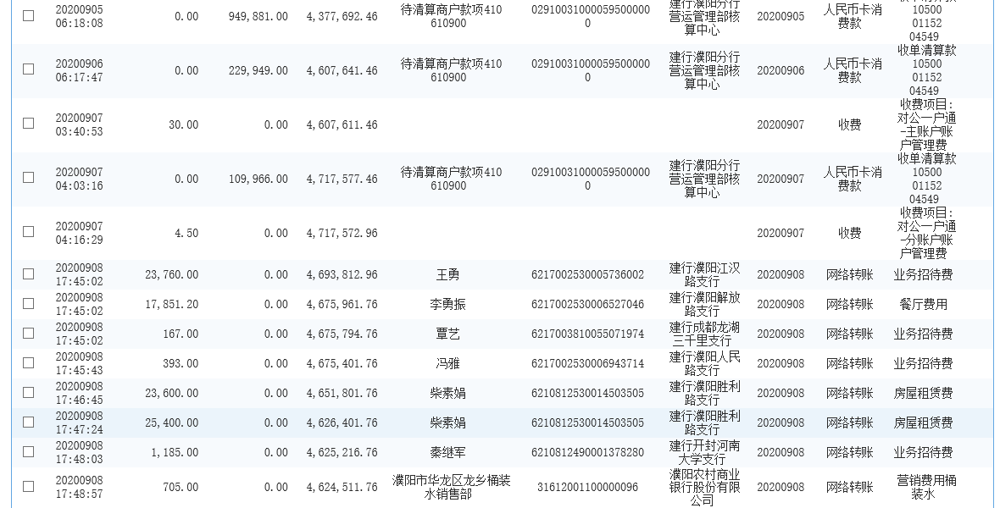 20200905
06:18:08
0.00
949,881.00
4,377,692.46
待清算商户款项410
610900
02910031000059500000
0
建行濮阳分行
营运管理部核
算中心
20200905
人民币卡消
费款
10500
01152
04549
20200906
06:17:47
0.00
229,949.00
4,607,641.46
待清算商户款项410
610900
02910031000059500000
0
建行濮阳分行
营运管理部核
算中心
20200906
人民币卡消
费款
收单清算款
10500
01152
04549
20200907
03:40:53
30.00
0.00
4,607,611.46
20200907
收费
收费项目:
对公一户通
-主账户账
户管理费
20200907
04:03:16
0.00
109,966.00
4,717,577.46
待清算商户款项410
610900
02910031000059500000
0
建行濮阳分行
营运管理部核
算中心
20200907
人民币卡消
费款
收单清算款
10500
01152
04549
20200907
04:16:29
4.50
0.00
4,717,572.96
20200907
收费
收费项目:
对公一户通
-分账户账
户管理费
20200908
17:45:02
23,760.00
0.00
4,693,812.96
王勇
6217002530005736002
建行濮阳江汉
路支行
20200908
网络转账
业务招待费
20200908
17:45:02
17,851.20
0.00
4,675,961.76
李勇振
6217002530006527046
建行濮阳解放
路支行
20200908
网络转账
餐厅费用
20200908
17:45:02
167.00
0.00
4,675,794.76
覃艺
6217003810055071974
建行成都龙湖
三千里支行
20200908
网络转账
业务招待费
20200908
17:45:43
393.00
0.00
4,675,401.76
冯雅
6217002530006943714
建行濮阳人民
路支行
20200908
网络转账
业务招待费
20200908
17:46:45
23,600.00
0.00
4,651,801.76
柴素娟
6210812530014503505
建行濮阳胜利
路支行
20200908
网络转账
房屋租赁费
20200908
17:47:24
25,400.00
0.00
4,626,401.76
柴素娟
6210812530014503505
建行濮阳胜利
路支行
20200908
网络转账
房屋租赁费
20200908
17:48:03
1,185.00
0.00
4,625,216.76
秦继军
6210812490001378280
建行开封河南
大学支行
20200908
网络转账
业务招待费
20200908
17:48:57
705.00
0.00
4,624,511.76
濮阳市华龙区龙乡桶装
水销售部
31612001100000096
濮阳农村商业
银行股份有限
公司
20200908
网络转账
营销费用桶
装水